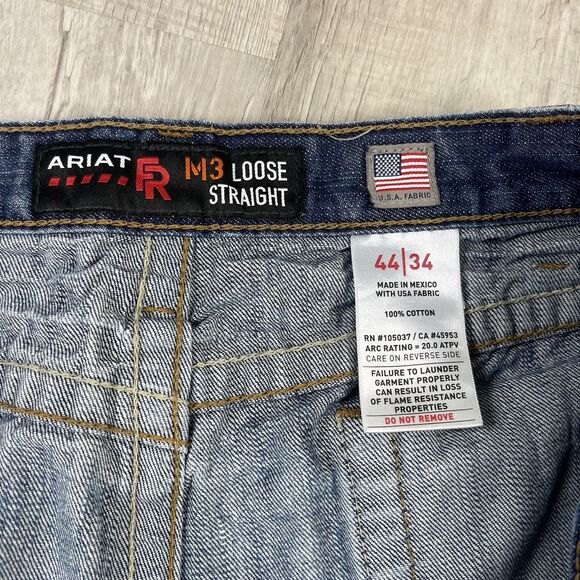 ARIAT FR M3 LOOSE
STRAIGHT
U.S.A. FABRIC
44|34
MADE IN MEXICO
WITH USA FABRIC
100% COTTON
RN #105037 / CA #45953
ARC RATING = 20.0 ATPV
CARE ON REVERSE SIDE
FAILURE TO LAUNDER
GARMENT PROPERLY
CAN RESULT IN LOSS
OF FLAME RESISTANCE
PROPERTIES
DO NOT REMOVE